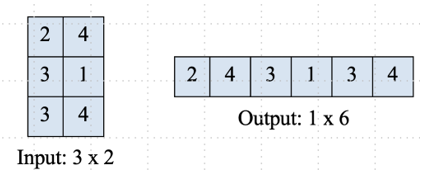 2 4
3 1
3 4
Input: 3 x 2
2 4 3 1 3 4
Output: 1 x 6